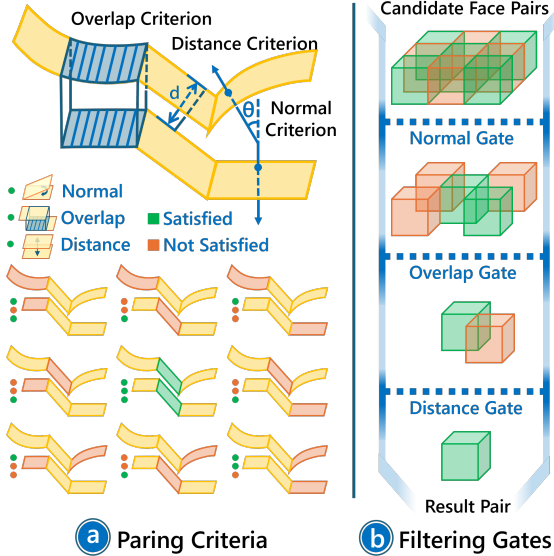 Overlap Criterion
Distance Criterion
d
θ
Normal
Criterion
Normal
Overlap
Distance
Satisfied
Not Satisfied
a Paring Criteria
Candidate Face Pairs
Normal Gate
Overlap Gate
Distance Gate
Result Pair
b Filtering Gates